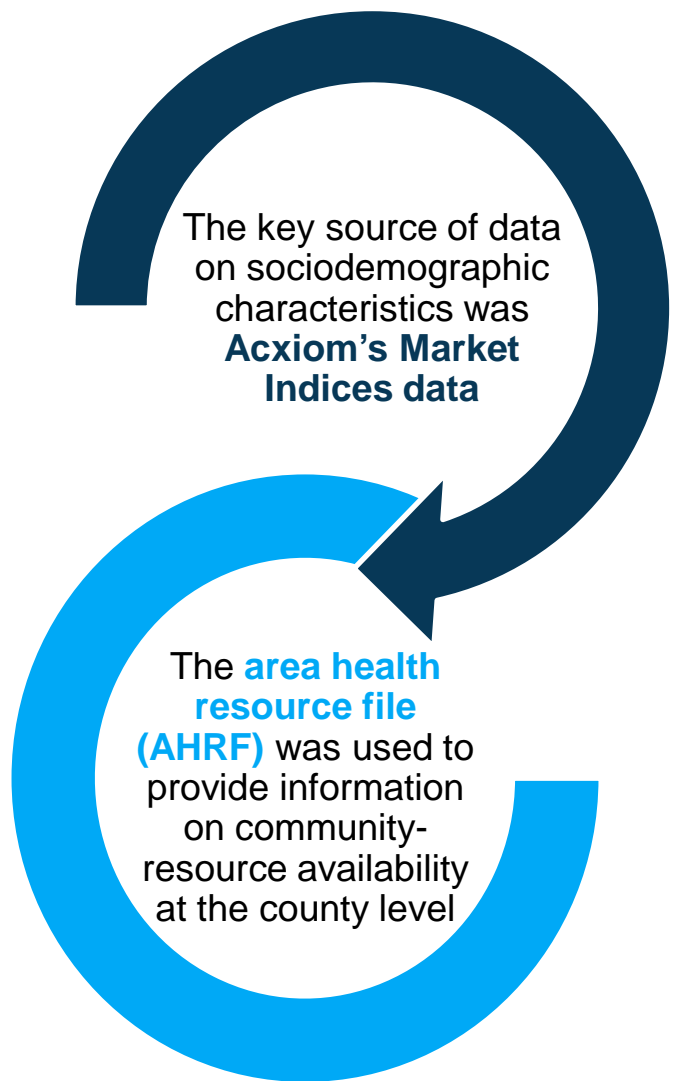 The key source of data
on sociodemographic
characteristics was
Acxiom’s Market
Indices data
The area health
resource file
(AHRF) was used to
provide information
on community-
resource availability
at the county level